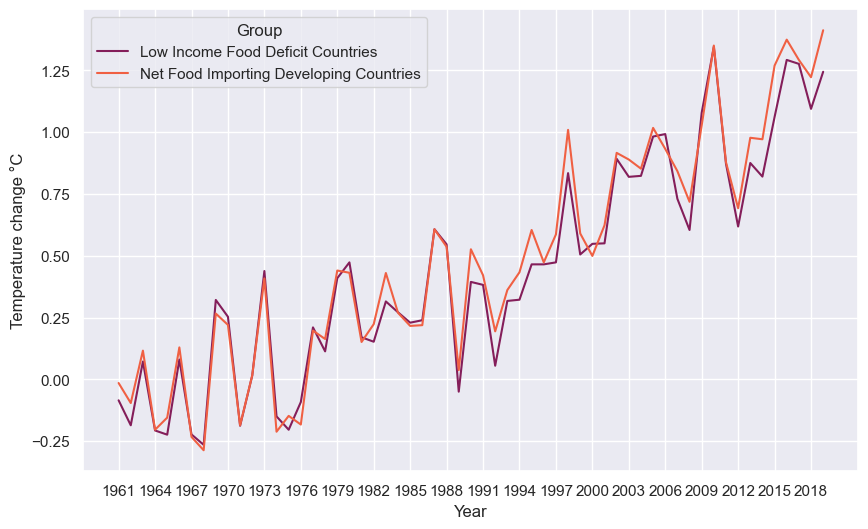 Group
Low Income Food Deficit Countries
Net Food Importing Developing Countries
Temperature change °C
1.25
1.00
0.75
0.50
0.25
0.00
−0.25
1961 1964 1967 1970 1973 1976 1979 1982 1985 1988 1991 1994 1997 2000 2003 2006 2009 2012 2015 2018
Year